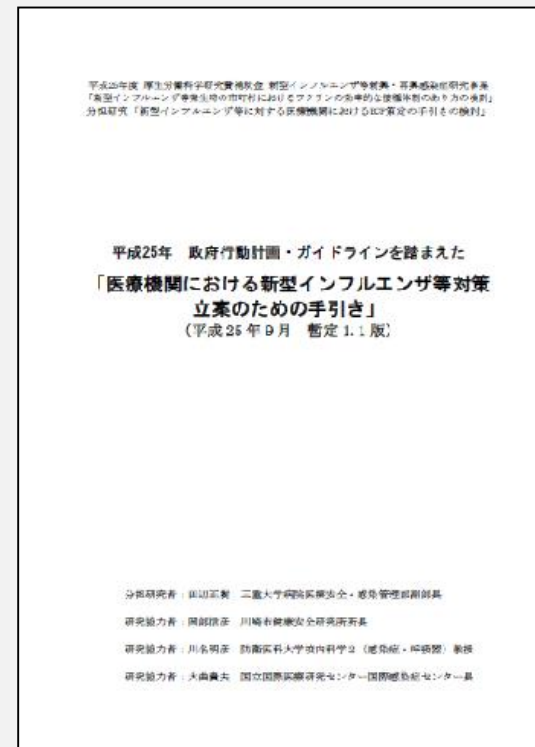 平成25年度 厚生労働科学研究費補助金 新型インフルエンザ等新興・再興感染症研究事業
「新型インフルエンザ等発生時の市町村におけるワクチンの効率的な接種体制のあり方の検討」
分担研究「新型インフルエンザ等に対する医療機関におけるBCP策定の手引きの検討」
平成25年 政府行動計画・ガイドラインを踏まえた
「医療機関における新型インフルエンザ等対策
立案のための手引き」
(平成25年9月 暫定1.1版)
分担研究者:田辺正樹 三重大学病院医療安全・感染管理部副部長
研究協力者:岡部信彦 川崎市健康安全研究所所長
研究協力者:川名明彦 防衛医科大学校内科学2(感染症・呼吸器)教授
研究協力者:大曲貴夫 国立国際医療研究センター国際感染症センター長